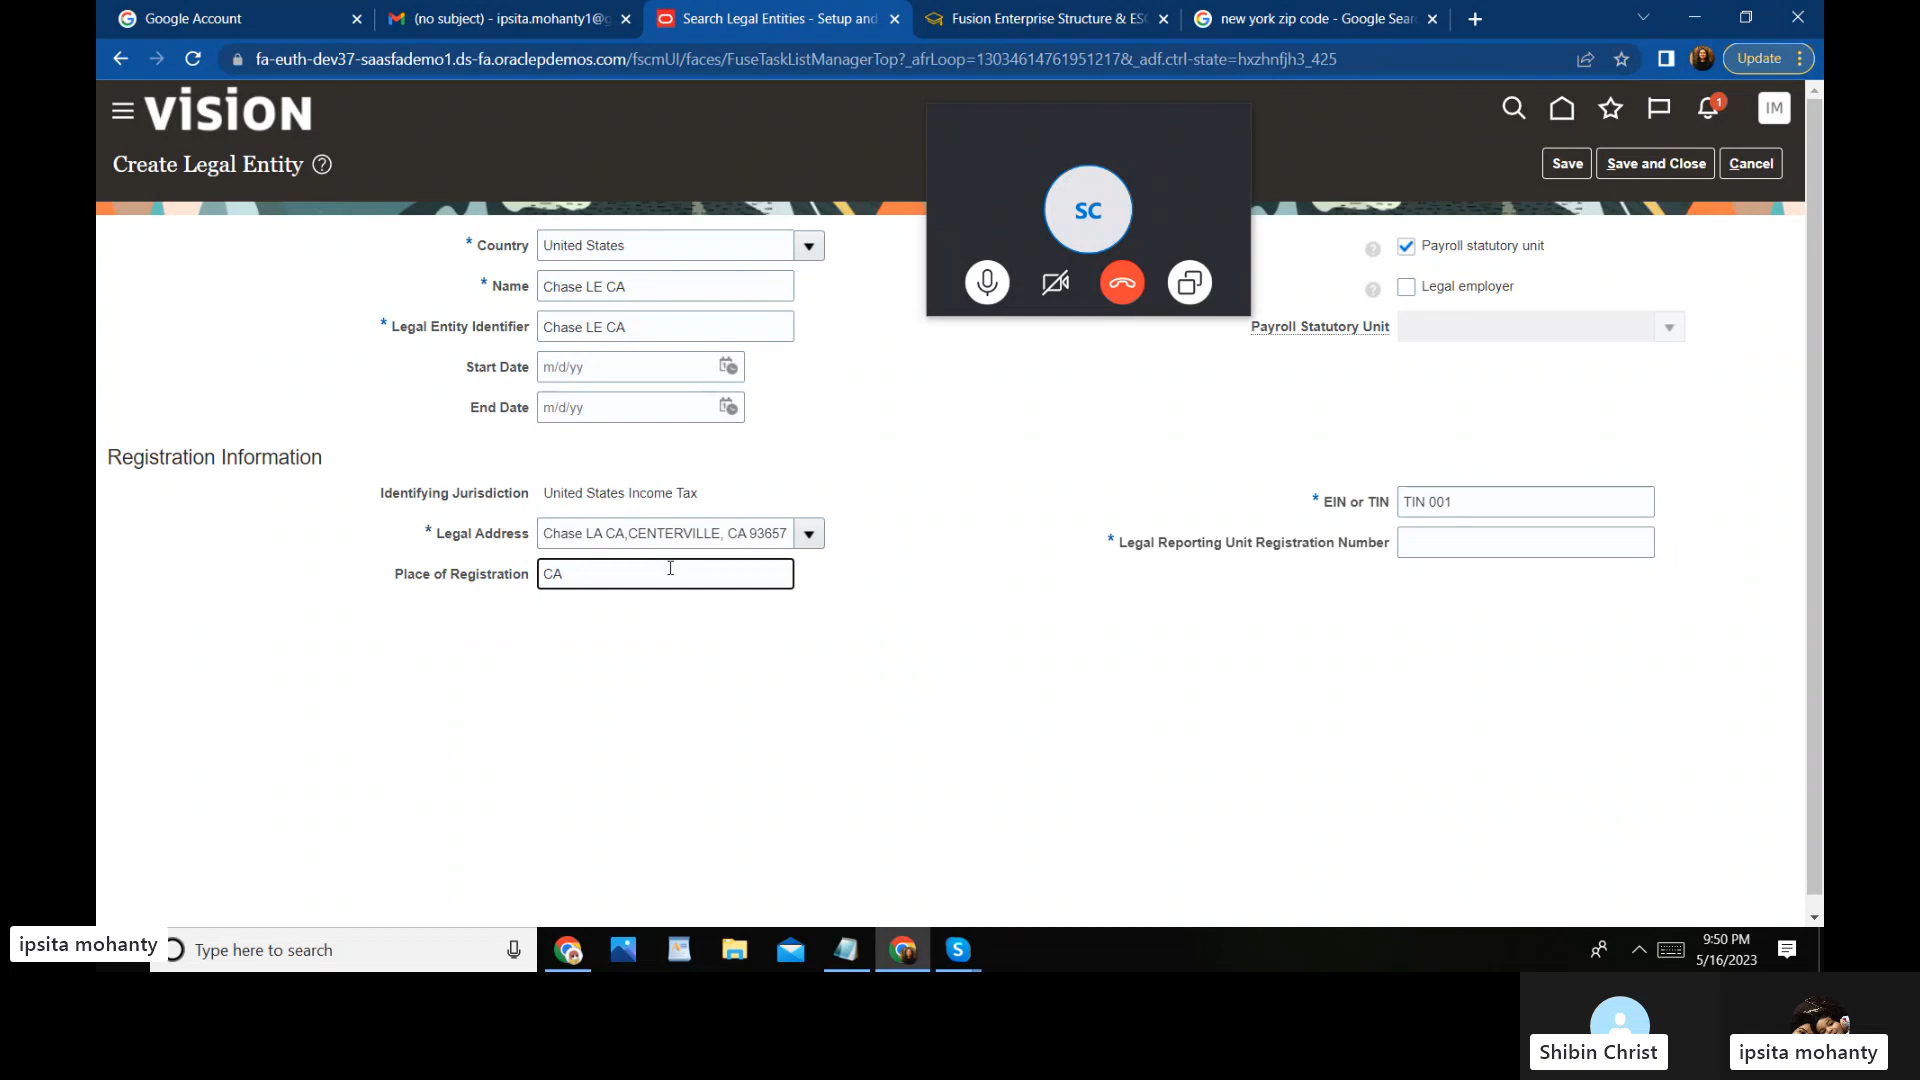 Google Account
(no subject) - ipsita.mohanty1@g
Search Legal Entities - Setup and
Fusion Enterprise Structure & ESC
new york zip code - Google Sear
fa-euth-dev37-saasfademo1.ds-fa.oraclepdemos.com/fscmUI/faces/FuseTaskListManagerTop?_afrLoop=13034614761951217&_adf.ctrl-state=hxzhnfjh3_425
Update
VISION
1
IM
Create Legal Entity
Save
Save and Close
Cancel
SC
* Country United States
* Name Chase LE CA
* Legal Entity Identifier Chase LE CA
Start Date m/d/yy
End Date m/d/yy
Payroll statutory unit
Legal employer
Payroll Statutory Unit
Registration Information
Identifying Jurisdiction United States Income Tax
* Legal Address Chase LA CA,CENTERVILLE, CA 93657
Place of Registration CA
* EIN or TIN TIN 001
* Legal Reporting Unit Registration Number
ipsita mohanty
Type here to search
9:50 PM
5/16/2023
Shibin Christ
ipsita mohanty